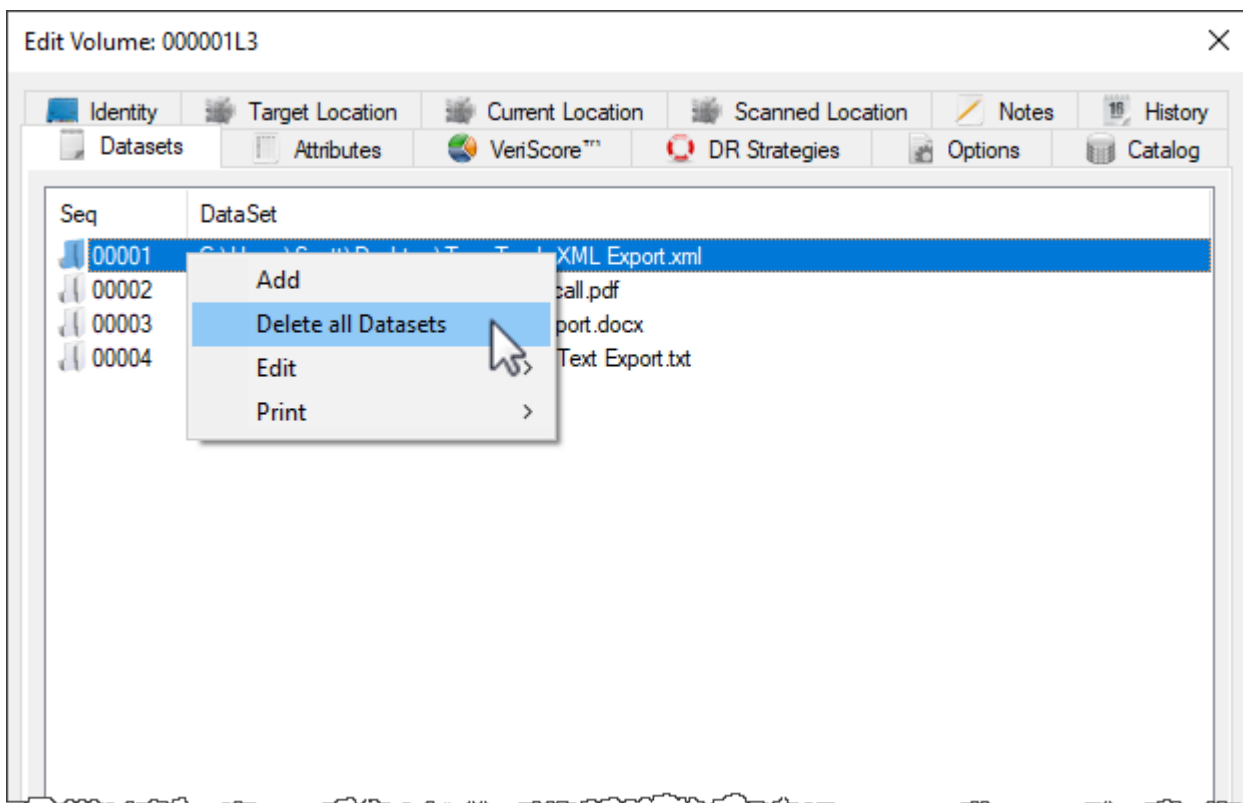 Edit Volume: 000001L3
Identity Target Location Current Location Scanned Location Notes 16 History
Datasets Attributes VeriScore™ DR Strategies Options Catalog
Seq DataSet
00001 XML Export.xml
Add
00002 call.pdf
Delete all Datasets
00003 port.docx
00004 Text Export.txt
Edit
Print